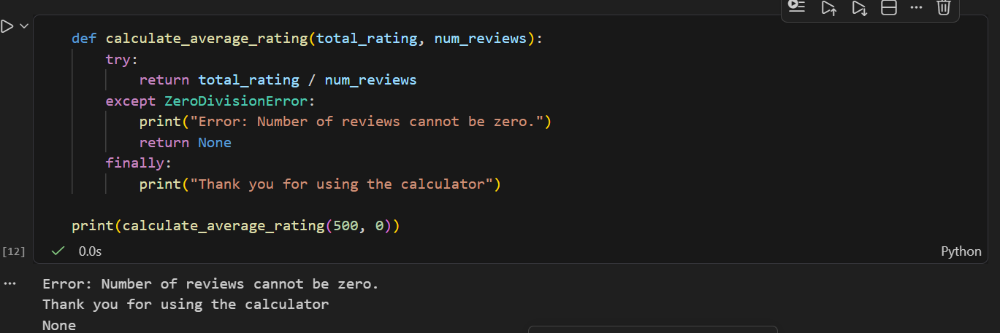 def calculate_average_rating(total_rating, num_reviews):
    try:
        return total_rating / num_reviews
    except ZeroDivisionError:
        print("Error: Number of reviews cannot be zero.")
        return None
    finally:
        print("Thank you for using the calculator")

print(calculate_average_rating(500, 0))
[12] 0.0s Python
Error: Number of reviews cannot be zero.
Thank you for using the calculator
None